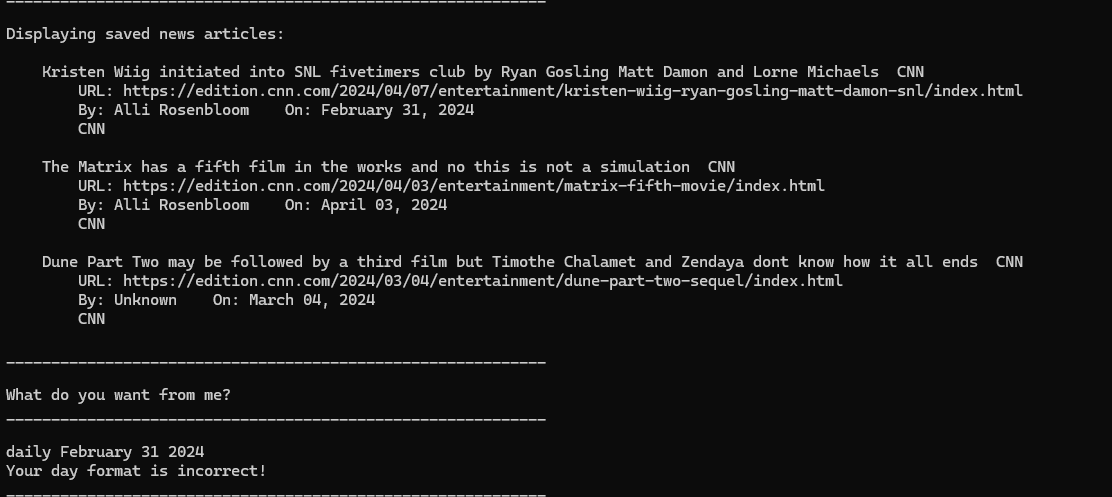 ____________________________________________________________
Displaying saved news articles:
Kristen Wiig initiated into SNL fivetimers club by Ryan Gosling Matt Damon and Lorne Michaels  CNN
URL: https://edition.cnn.com/2024/04/07/entertainment/kristen-wiig-ryan-gosling-matt-damon-snl/index.html
By: Alli Rosenbloom    On: February 31, 2024
CNN
The Matrix has a fifth film in the works and no this is not a simulation  CNN
URL: https://edition.cnn.com/2024/04/03/entertainment/matrix-fifth-movie/index.html
By: Alli Rosenbloom    On: April 03, 2024
CNN
Dune Part Two may be followed by a third film but Timothe Chalamet and Zendaya dont know how it all ends  CNN
URL: https://edition.cnn.com/2024/03/04/entertainment/dune-part-two-sequel/index.html
By: Unknown    On: March 04, 2024
CNN
____________________________________________________________
What do you want from me?
____________________________________________________________
daily February 31 2024
Your day format is incorrect!
____________________________________________________________